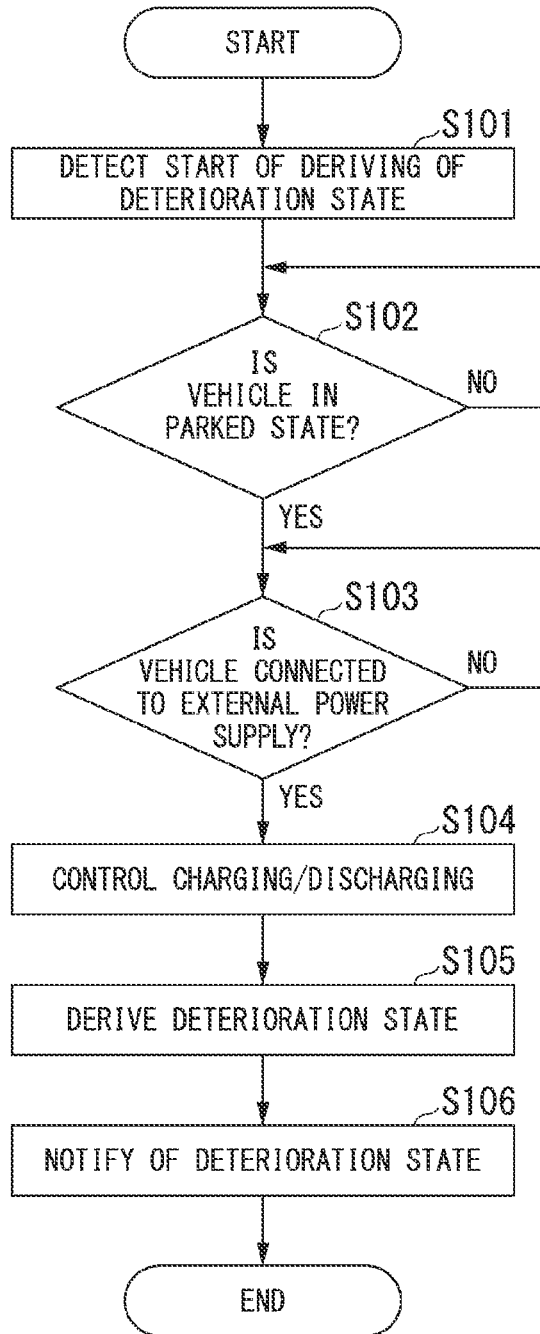 START
S101
DETECT START OF DERIVING OF
DETERIORATION STATE
S102
IS
VEHICLE IN
PARKED STATE?
NO
YES
S103
IS
VEHICLE CONNECTED
TO EXTERNAL POWER
SUPPLY?
NO
YES
S104
CONTROL CHARGING/DISCHARGING
S105
DERIVE DETERIORATION STATE
S106
NOTIFY OF DETERIORATION STATE
END